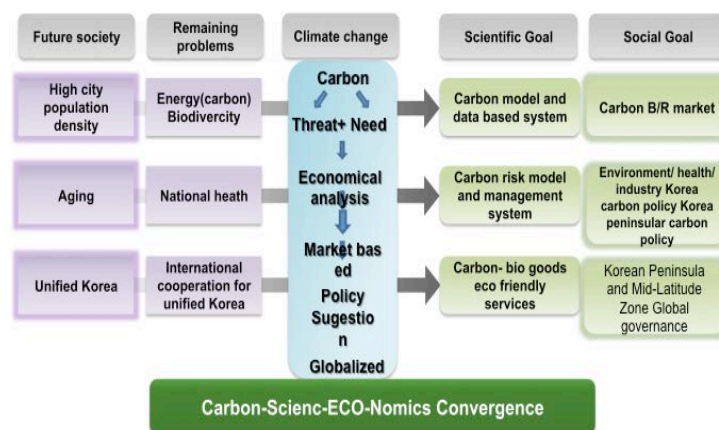 Future society
Remaining
problems
Climate change
Scientific Goal
Social Goal
High city
population
density
Energy(carbon)
Biodivercity
Carbon
Threat+ Need
Carbon model and
data based system
Carbon B/R market
Aging
National heath
Economical
analysis
Carbon risk model
and management
system
Environment/ health/
industry Korea
carbon policy Korea
peninsular carbon
policy
Unified Korea
International
cooperation for
unified Korea
Market bas
ed
Policy
Sugestio
n
Globalized
Carbon- bio goods
eco friendly
services
Korean Peninsula
and Mid-Latitude
Zone Global
governance
Carbon-Scienc-ECO-Nomics Convergence